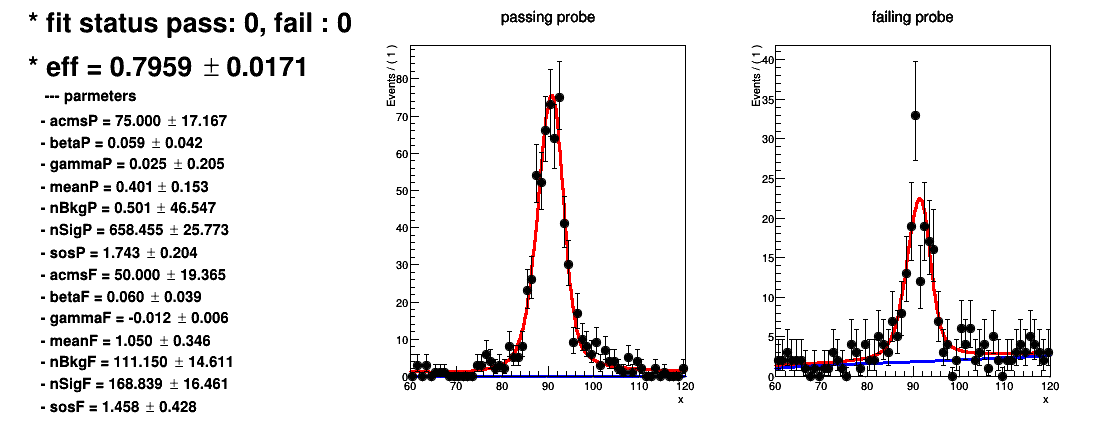 * fit status pass: 0, fail : 0
* eff = 0.7959 ± 0.0171
--- parmeters
- acmsP = 75.000 ± 17.167
- betaP = 0.059 ± 0.042
- gammaP = 0.025 ± 0.205
- meanP = 0.401 ± 0.153
- nBkgP = 0.501 ± 46.547
- nSigP = 658.455 ± 25.773
- sosP = 1.743 ± 0.204
- acmsF = 50.000 ± 19.365
- betaF = 0.060 ± 0.039
- gammaF = -0.012 ± 0.006
- meanF = 1.050 ± 0.346
- nBkgF = 111.150 ± 14.611
- nSigF = 168.839 ± 16.461
- sosF = 1.458 ± 0.428
passing probe
Events / ( 1 )
80
70
60
50
40
30
20
10
0
60 70 80 90 100 110 120
x
failing probe
Events / ( 1 )
40
35
30
25
20
15
10
5
0
60 70 80 90 100 110 120
x